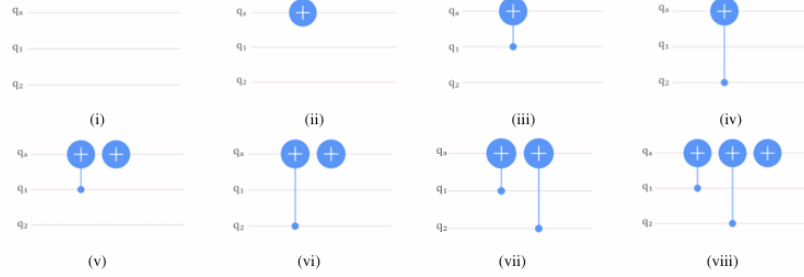 qa qa qa qa
q1 q1 q1 q1
q2 q2 q2 q2
(i) (ii) (iii) (iv)
qa qa qa qa
q1 q1 q1 q1
q2 q2 q2 q2
(v) (vi) (vii) (viii)